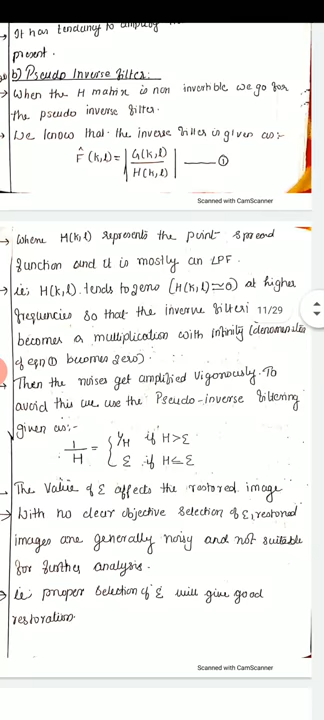 → It has tendancy to amplify
present.
b) Pseudo Inverse filter:
→ When the H matrix is non invertible we go for
the pseudo inverse filter.
→ We know that the inverse filter is given as:-
F̂(k,l) = | G(k,l) / H(k,l) | —— ①
Scanned with CamScanner
→ where H(k,l) represents the point spread
function and it is mostly an LPF.
→ i.e; H(k,l) tends to zero (H(k,l)≃0) at higher
frequencies so that the inverse filter 11/29
becomes a multiplication with infinity (denominator
of eqn ① becomes zero).
→ Then the noises get amplified vigorously. To
avoid this we use the Pseudo-inverse filtering
given as:-
1/H = { 1/H if H>ε
ε if H≤ε
→ The value of ε affects the restored image
→ With no clear objective selection of ε, restored
images are generally noisy and not suitable
for further analysis.
→ i.e; proper selection of ε will give good
restoration.
Scanned with CamScanner